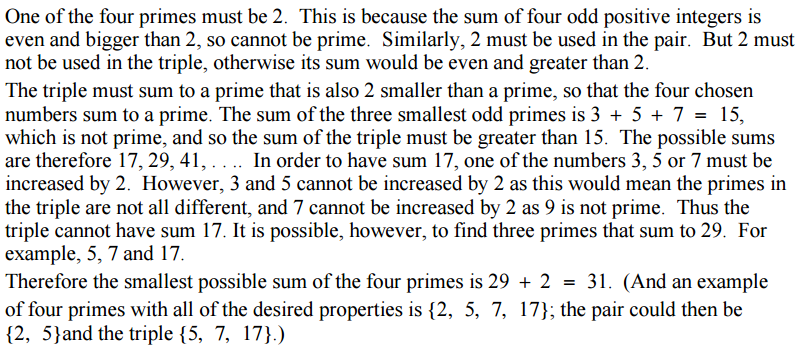 One of the four primes must be 2. This is because the sum of four odd positive integers is
even and bigger than 2, so cannot be prime. Similarly, 2 must be used in the pair. But 2 must
not be used in the triple, otherwise its sum would be even and greater than 2.
The triple must sum to a prime that is also 2 smaller than a prime, so that the four chosen
numbers sum to a prime. The sum of the three smallest odd primes is 3 + 5 + 7 = 15,
which is not prime, and so the sum of the triple must be greater than 15. The possible sums
are therefore 17, 29, 41, . . .. In order to have sum 17, one of the numbers 3, 5 or 7 must be
increased by 2. However, 3 and 5 cannot be increased by 2 as this would mean the primes in
the triple are not all different, and 7 cannot be increased by 2 as 9 is not prime. Thus the
triple cannot have sum 17. It is possible, however, to find three primes that sum to 29. For
example, 5, 7 and 17.
Therefore the smallest possible sum of the four primes is 29 + 2 = 31. (And an example
of four primes with all of the desired properties is {2, 5, 7, 17}; the pair could then be
{2, 5}and the triple {5, 7, 17}.)